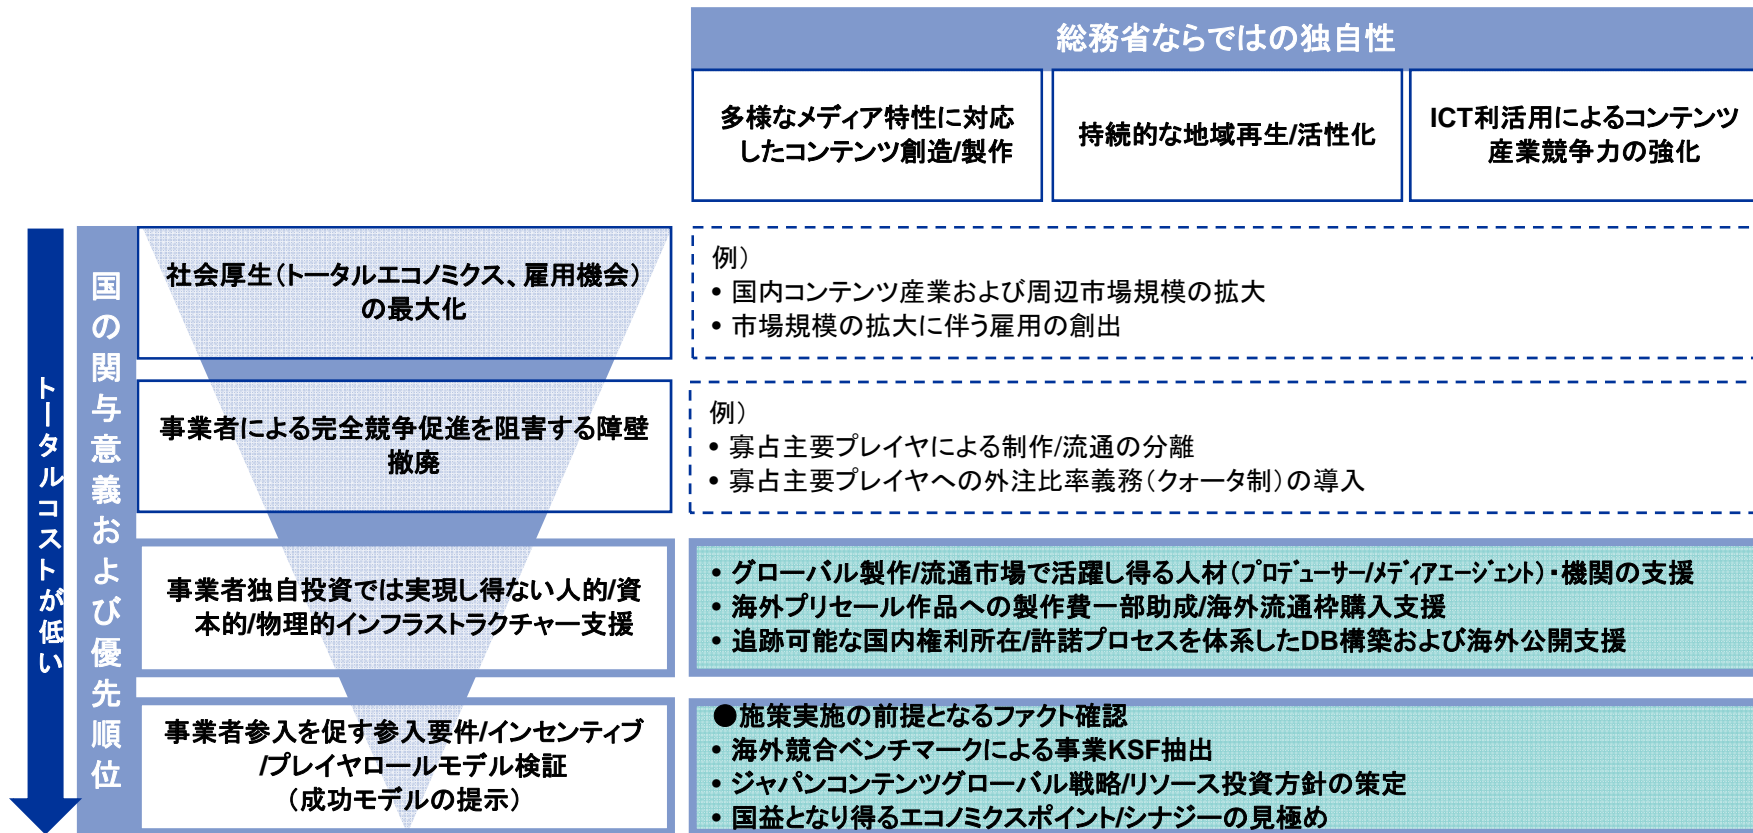 総務省ならではの独自性
多様なメディア特性に対応
したコンテンツ創造/製作
持続的な地域再生/活性化
ICT利活用によるコンテンツ
産業競争力の強化
トータルコストが低い
国の関与意義および優先順位
社会厚生(トータルエコノミクス、雇用機会)
の最大化
例)
• 国内コンテンツ産業および周辺市場規模の拡大
• 市場規模の拡大に伴う雇用の創出
事業者による完全競争促進を阻害する障壁
撤廃
例)
• 寡占主要プレイヤによる制作/流通の分離
• 寡占主要プレイヤへの外注比率義務(クォータ制)の導入
事業者独自投資では実現し得ない人的/資
本的/物理的インフラストラクチャー支援
• グローバル製作/流通市場で活躍し得る人材(プロデューサー/メディアエージェント)・機関の支援
• 海外プリセール作品への製作費一部助成/海外流通枠購入支援
• 追跡可能な国内権利所在/許諾プロセスを体系したDB構築および海外公開支援
事業者参入を促す参入要件/インセンティブ
/プレイヤロールモデル検証
(成功モデルの提示)
●施策実施の前提となるファクト確認
• 海外競合ベンチマークによる事業KSF抽出
• ジャパンコンテンツグローバル戦略/リソース投資方針の策定
• 国益となり得るエコノミクスポイント/シナジーの見極め